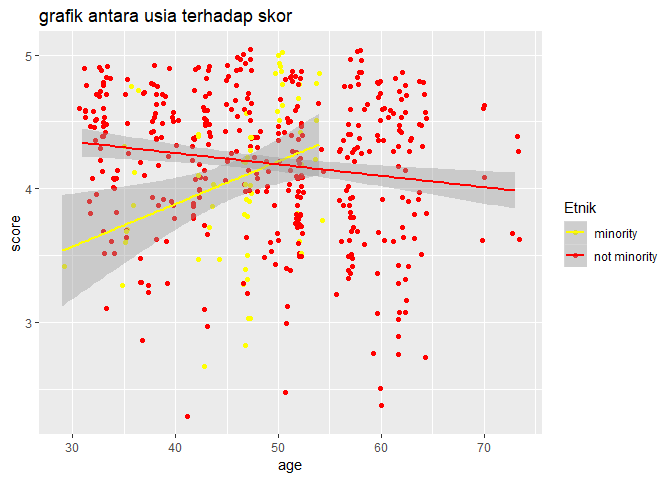 grafik antara usia terhadap skor
5
4
3
score
30 40 50 60 70
age
Etnik
minority
not minority